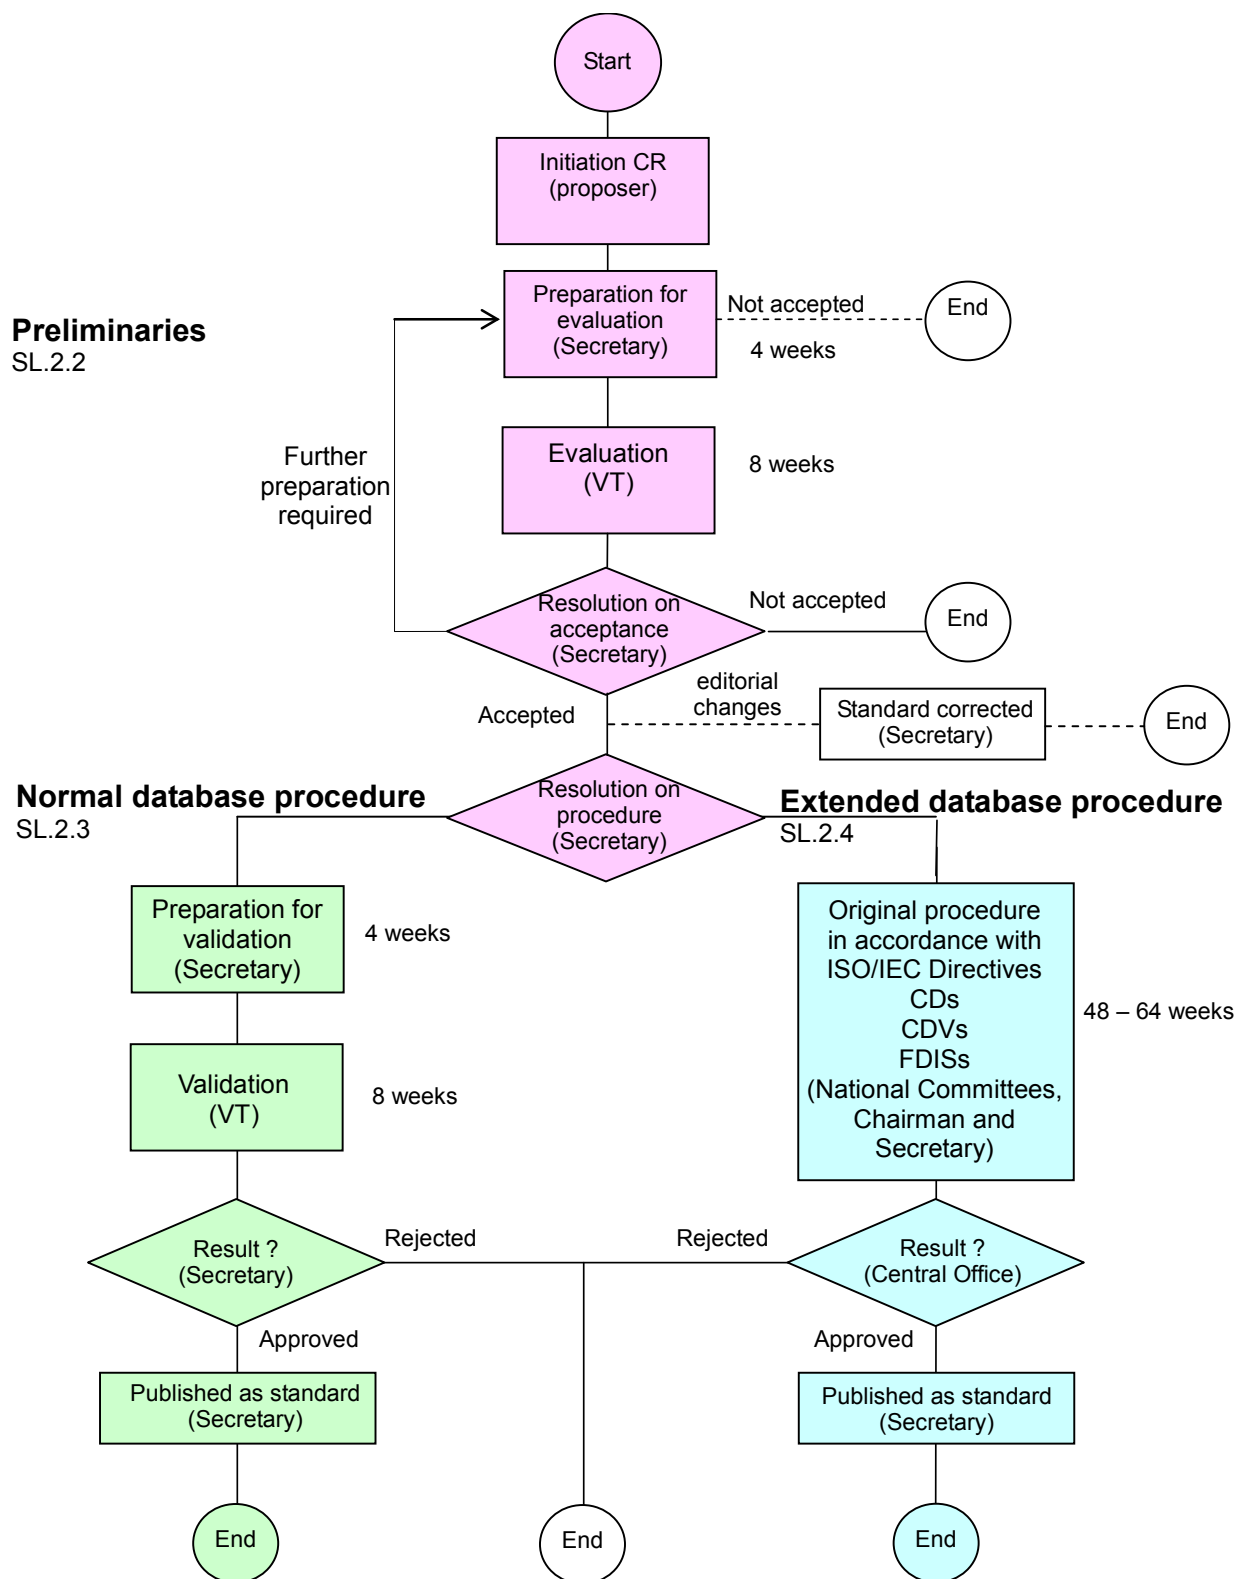 Start
Initiation CR
(proposer)
Preparation for
evaluation
(Secretary)
Not accepted
4 weeks
End
Preliminaries
SL.2.2
Further
preparation
required
Evaluation
(VT)
8 weeks
Resolution on
acceptance
(Secretary)
Not accepted
End
Accepted
editorial
changes
Standard corrected
(Secretary)
End
Normal database procedure
SL.2.3
Resolution on
procedure
(Secretary)
Extended database procedure
SL.2.4
Preparation for
validation
(Secretary)
4 weeks
Validation
(VT)
8 weeks
Original procedure
in accordance with
ISO/IEC Directives
CDs
CDVs
FDISs
(National Committees,
Chairman and
Secretary)
48 – 64 weeks
Result ?
(Secretary)
Rejected
Rejected
Result ?
(Central Office)
Approved
Approved
Published as standard
(Secretary)
Published as standard
(Secretary)
End
End
End